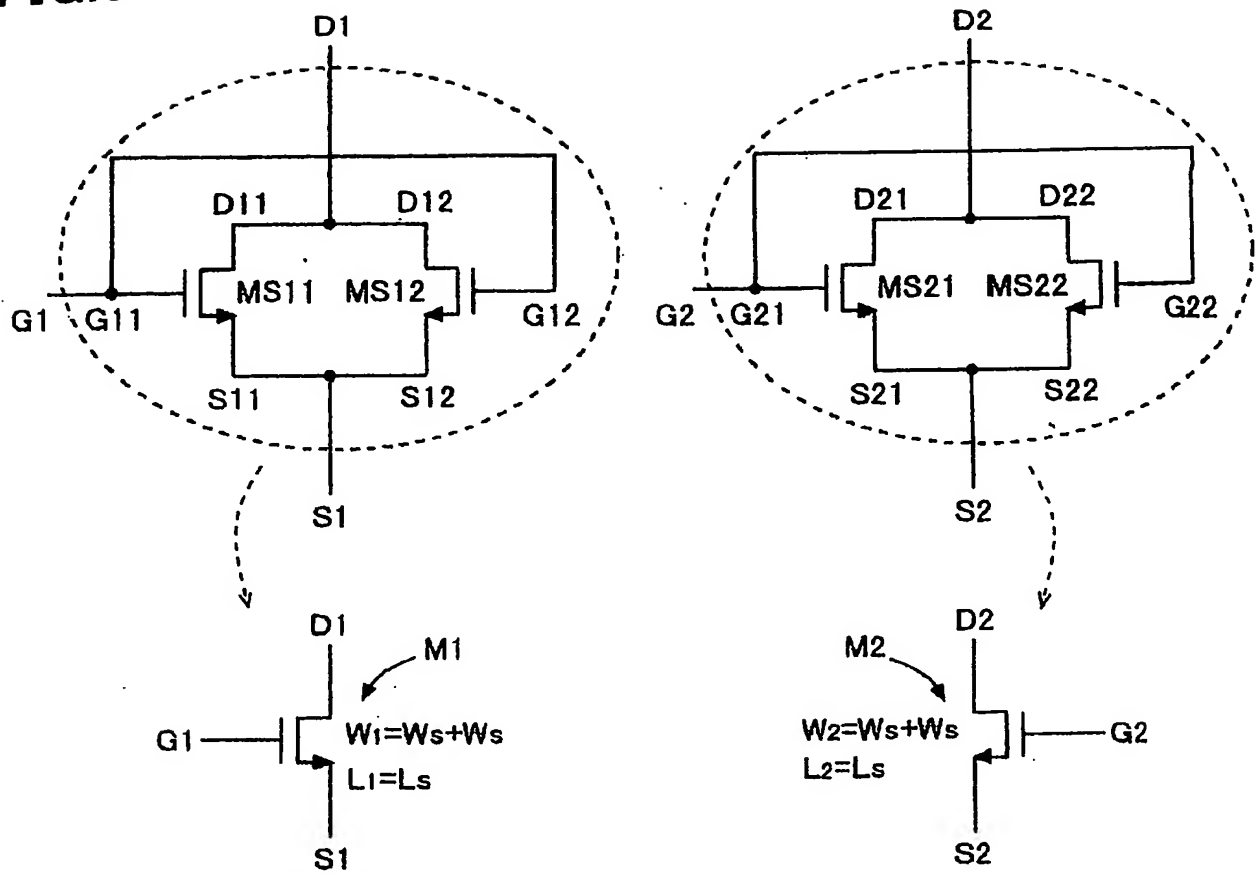 D1
D2
D11 D12
D21 D22
MS11 MS12
MS21 MS22
G1 G11 G12
G2 G21 G22
S11 S12
S21 S22
S1
S2
D1
D2
M1
M2
G1
W1=Ws+Ws
W2=Ws+Ws
G2
L1=Ls
L2=Ls
S1
S2